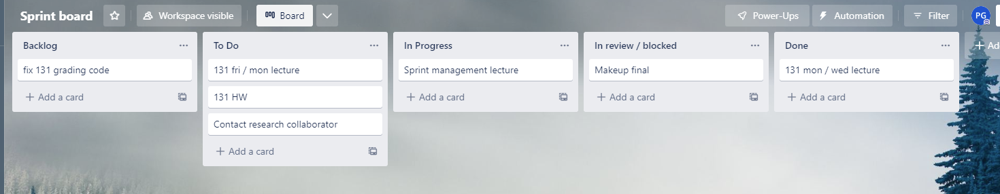 Sprint board
Workspace visible
Board
Power-Ups
Automation
Filter
PG
Backlog
fix 131 grading code
Add a card
To Do
131 fri / mon lecture
131 HW
Contact research collaborator
Add a card
In Progress
Sprint management lecture
Add a card
In review / blocked
Makeup final
Add a card
Done
131 mon / wed lecture
Add a card